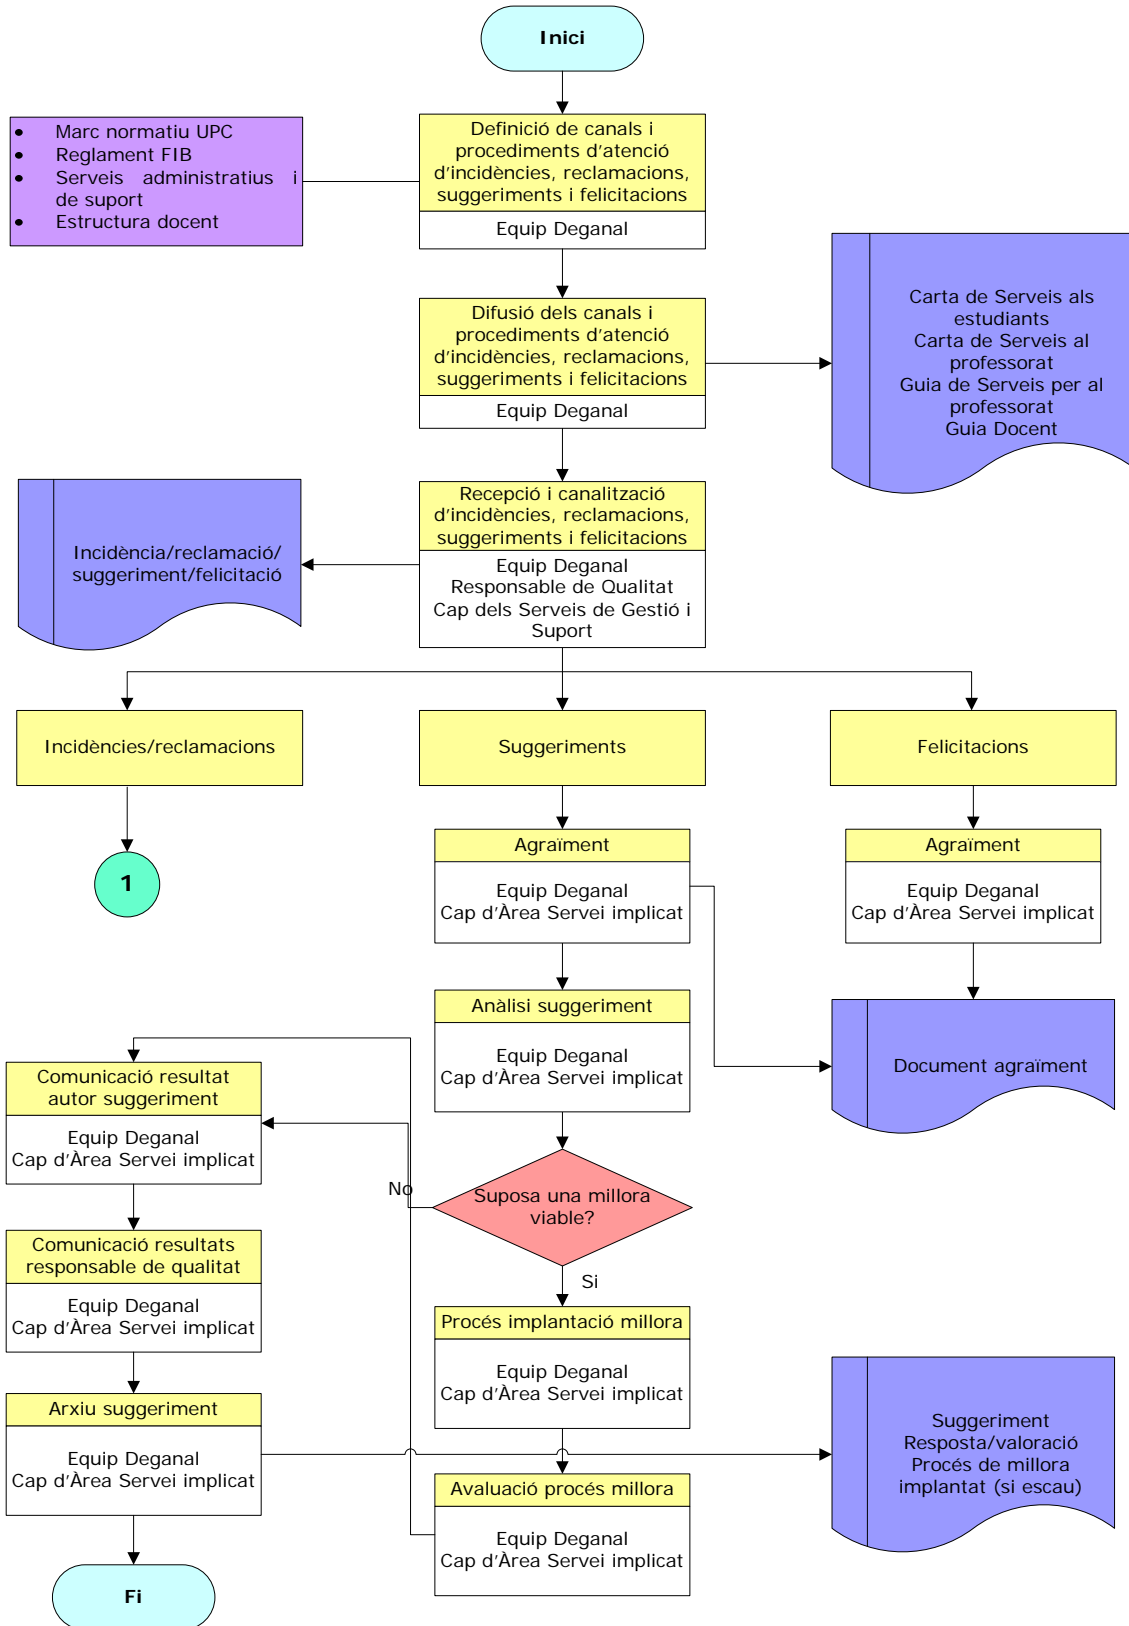 Inici
• Marc normatiu UPC
• Reglament FIB
• Serveis administratius i
de suport
• Estructura docent
Definició de canals i
procediments d'atenció
d'incidències, reclamacions,
suggeriments i felicitacions
Equip Deganal
Difusió dels canals i
procediments d'atenció
d'incidències, reclamacions,
suggeriments i felicitacions
Equip Deganal
Carta de Serveis als
estudiants
Carta de Serveis al
professorat
Guia de Serveis per al
professorat
Guia Docent
Recepció i canalització
d'incidències, reclamacions,
suggeriments i felicitacions
Equip Deganal
Responsable de Qualitat
Cap dels Serveis de Gestió i
Suport
Incidència/reclamació/
suggeriment/felicitació
Incidències/reclamacions
Suggeriments
Felicitacions
1
Agraïment
Equip Deganal
Cap d'Àrea Servei implicat
Agraïment
Equip Deganal
Cap d'Àrea Servei implicat
Anàlisi suggeriment
Equip Deganal
Cap d'Àrea Servei implicat
Document agraïment
Comunicació resultat
autor suggeriment
Equip Deganal
Cap d'Àrea Servei implicat
No
Suposa una millora
viable?
Si
Comunicació resultats
responsable de qualitat
Equip Deganal
Cap d'Àrea Servei implicat
Procés implantació millora
Equip Deganal
Cap d'Àrea Servei implicat
Arxiu suggeriment
Equip Deganal
Cap d'Àrea Servei implicat
Suggeriment
Resposta/valoració
Procés de millora
implantat (si escau)
Avaluació procés millora
Equip Deganal
Cap d'Àrea Servei implicat
Fi